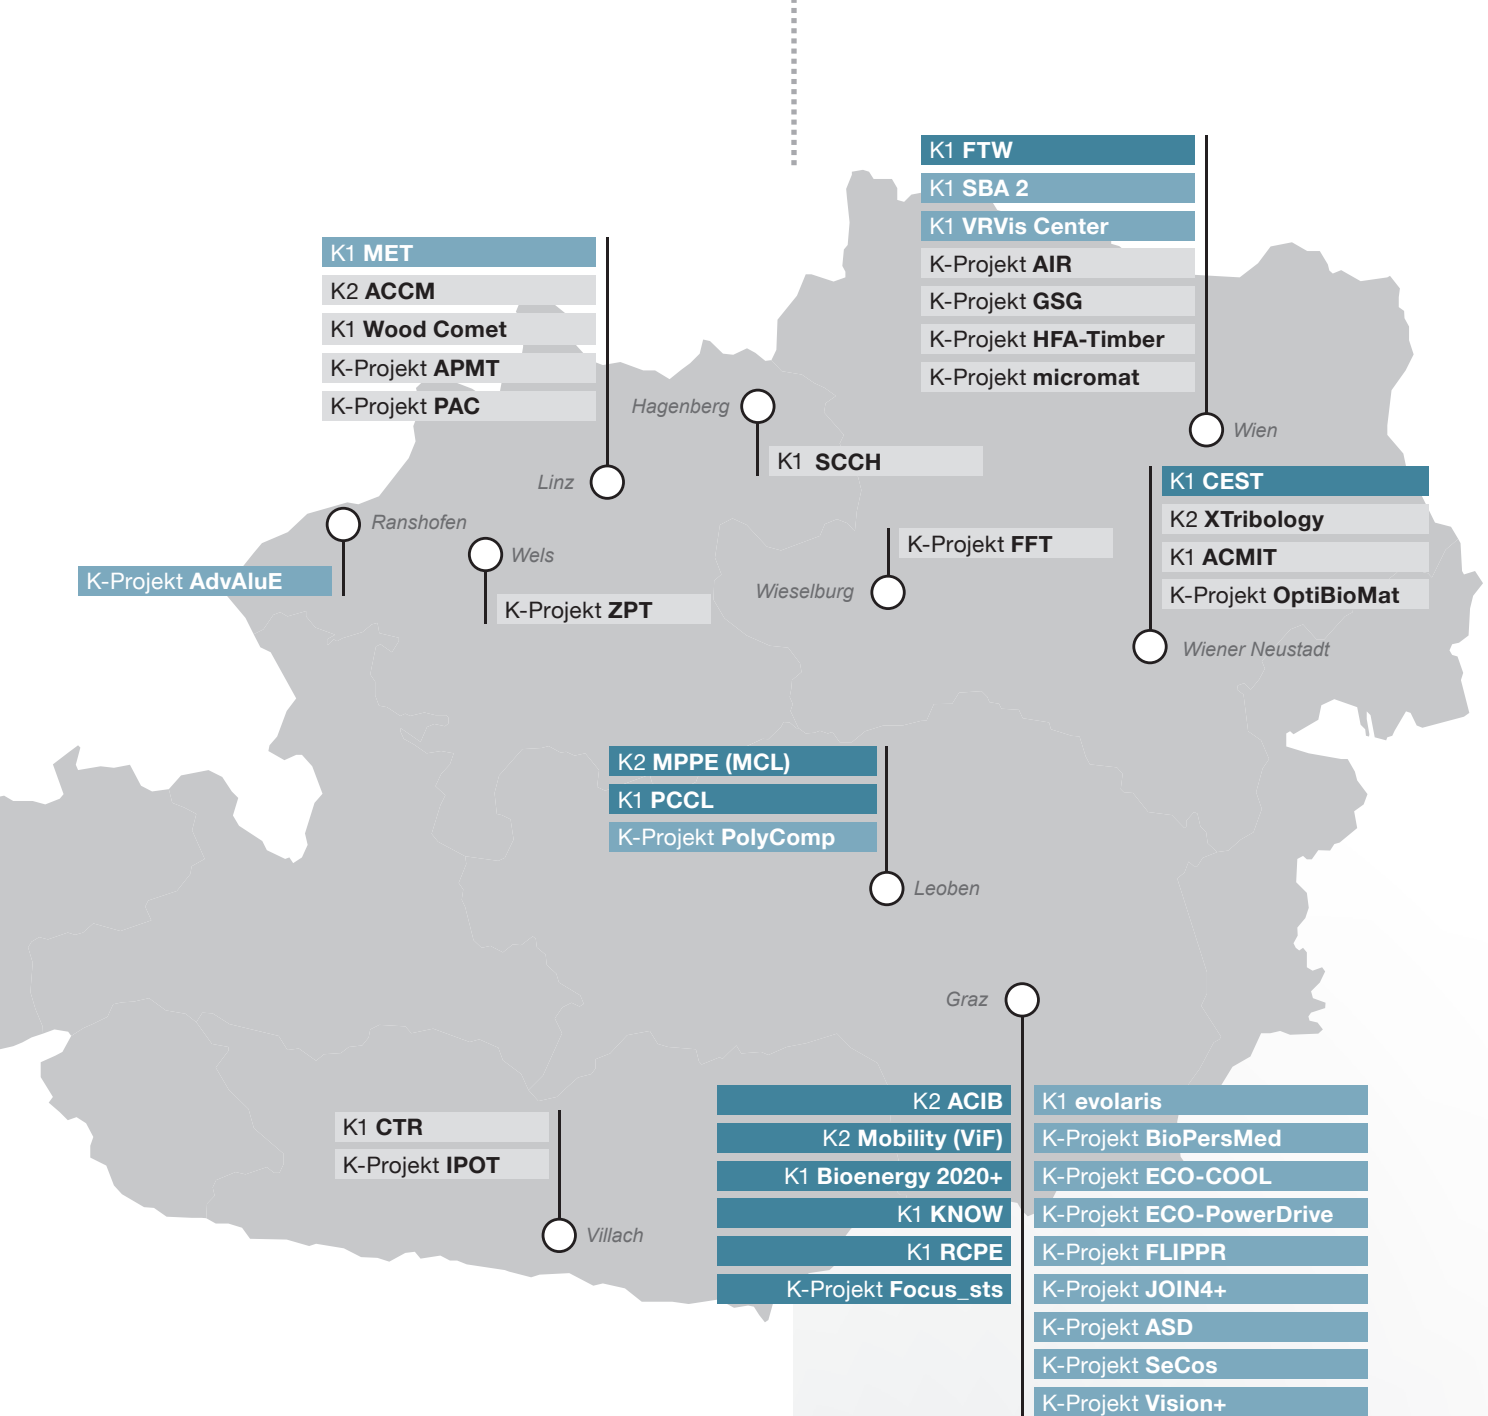 K1 FTW
K1 SBA 2
K1 VRVis Center
K-Projekt AIR
K-Projekt GSG
K-Projekt HFA-Timber
K-Projekt micromat
Wien
K1 MET
K2 ACCM
K1 Wood Comet
K-Projekt APMT
K-Projekt PAC
Linz
Hagenberg
K1 SCCH
K1 CEST
K2 XTribology
K1 ACMIT
K-Projekt OptiBioMat
Wiener Neustadt
Ranshofen
K-Projekt AdvAluE
Wels
K-Projekt ZPT
K-Projekt FFT
Wieselburg
K2 MPPE (MCL)
K1 PCCL
K-Projekt PolyComp
Leoben
Graz
K2 ACIB
K2 Mobility (ViF)
K1 Bioenergy 2020+
K1 KNOW
K1 RCPE
K-Projekt Focus_sts
K1 evolaris
K-Projekt BioPersMed
K-Projekt ECO-COOL
K-Projekt ECO-PowerDrive
K-Projekt FLIPPR
K-Projekt JOIN4+
K-Projekt ASD
K-Projekt SeCos
K-Projekt Vision+
K1 CTR
K-Projekt IPOT
Villach